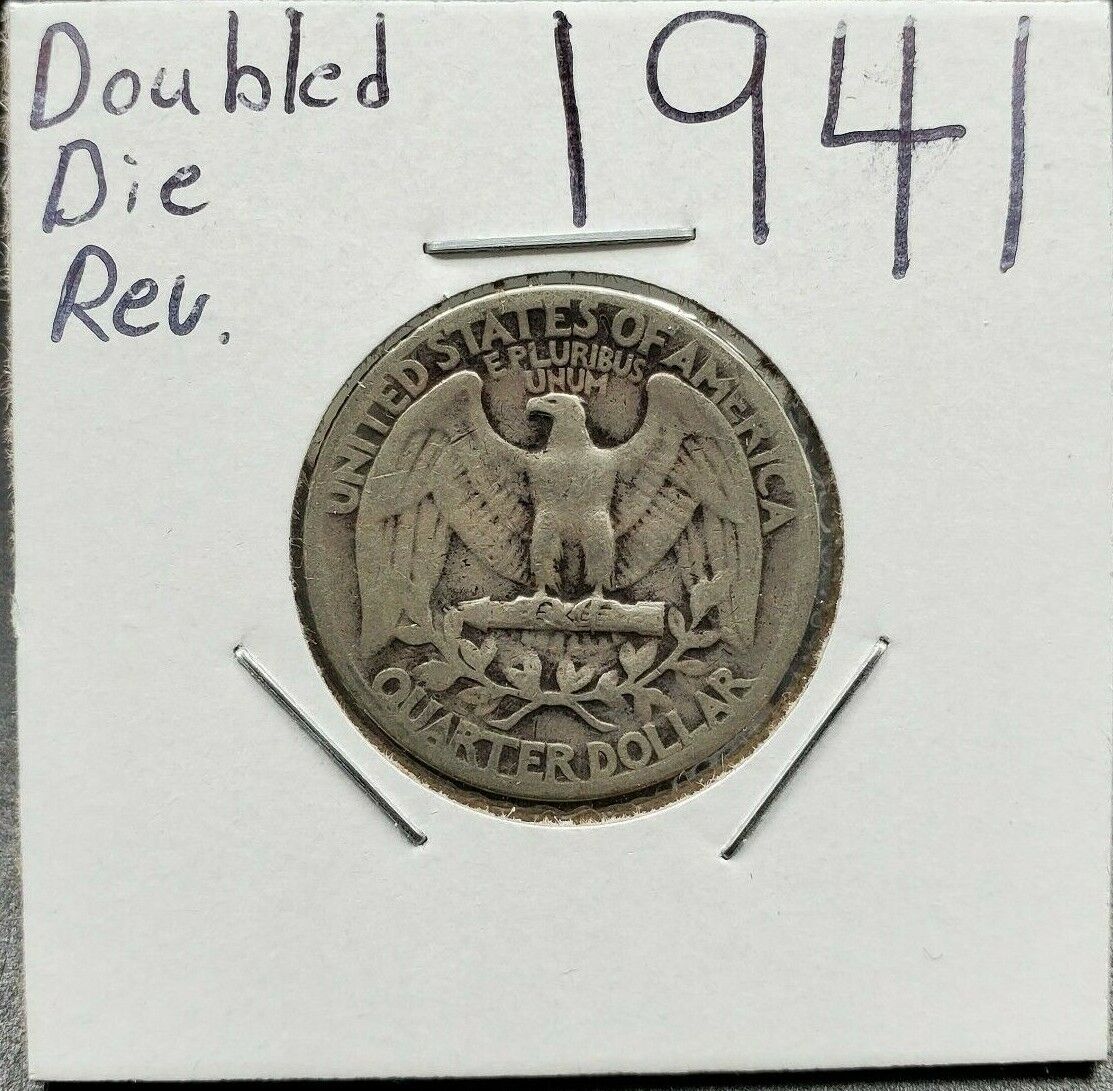 Doubled
Die
Rev.
1941
UNITED STATES OF AMERICA
E PLURIBUS
UNUM
QUARTER DOLLAR